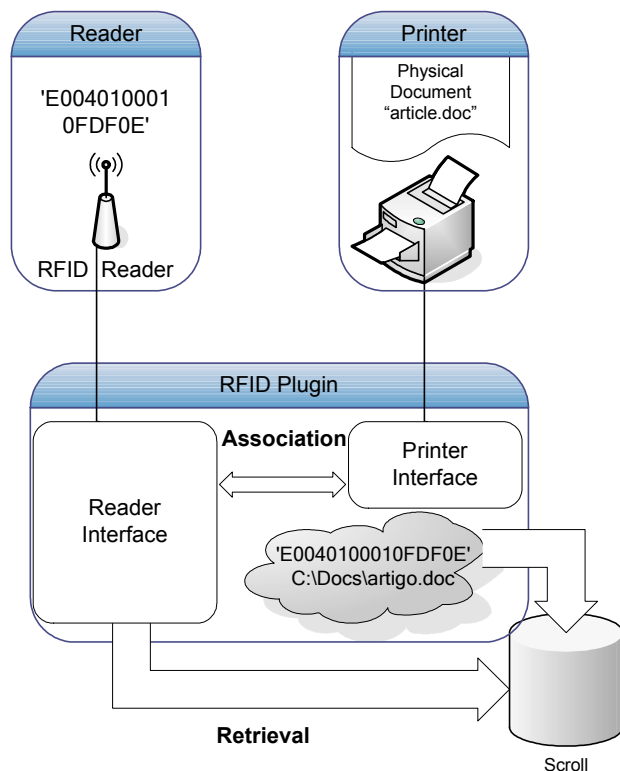 Reader
'E004010001
0FDF0E'
RFID Reader
Printer
Physical
Document
“article.doc”
RFID Plugin
Reader
Interface
Association
Printer
Interface
'E0040100010FDF0E'
C:\Docs\artigo.doc
Retrieval
Scroll